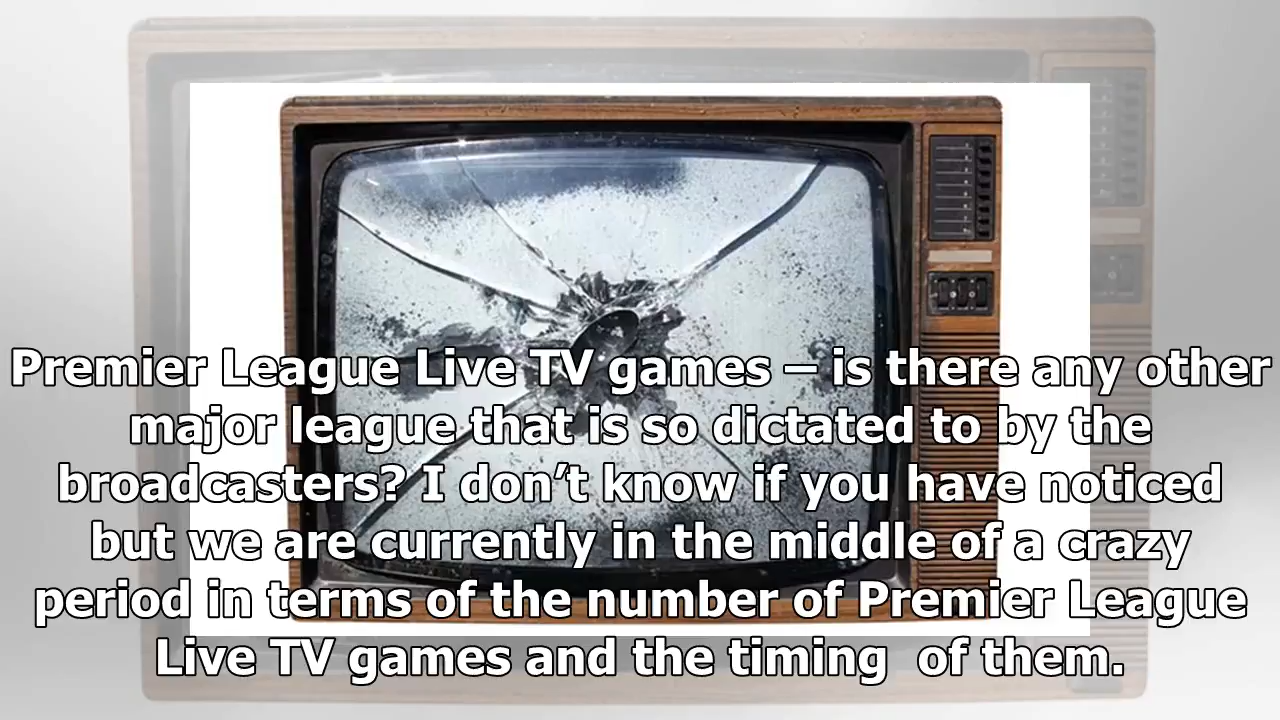 Premier League Live TV games – is there any other
major league that is so dictated to by the
broadcasters? I don’t know if you have noticed
but we are currently in the middle of a crazy
period in terms of the number of Premier League
Live TV games and the timing  of them.